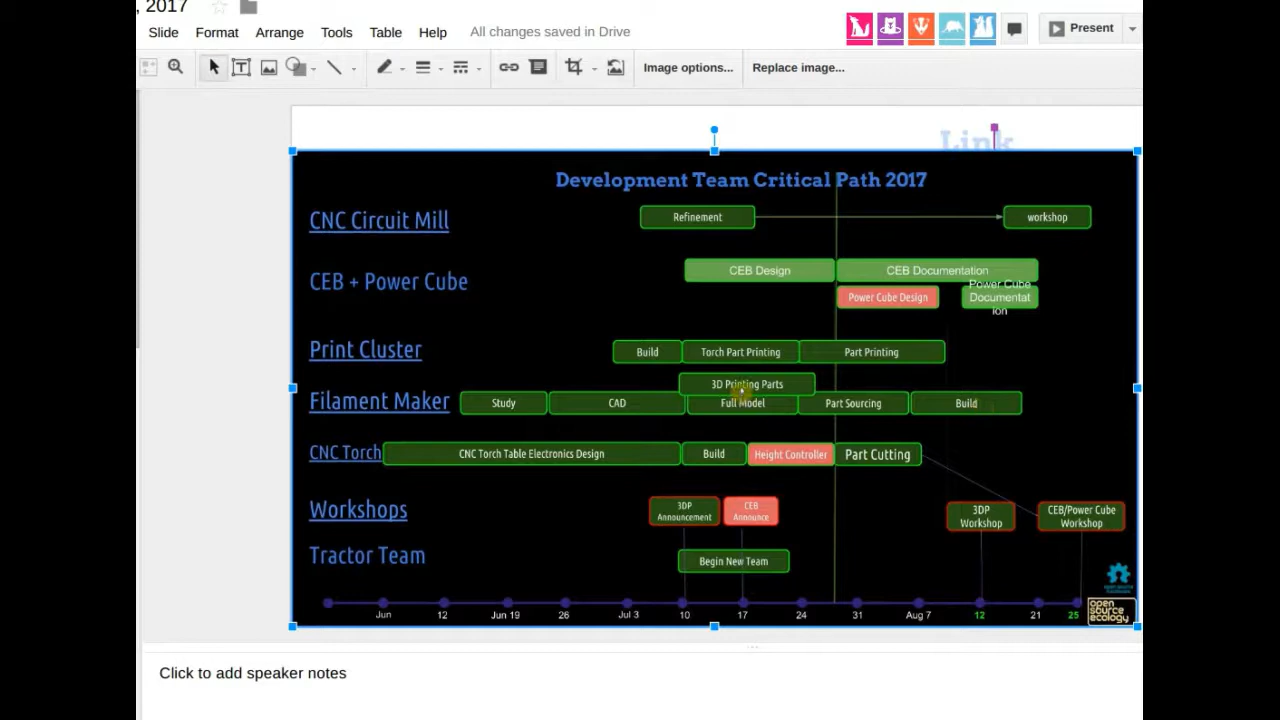 , 2017
Slide Format Arrange Tools Table Help All changes saved in Drive
Present
Image options... Replace image...
Link
Development Team Critical Path 2017
CNC Circuit Mill
Refinement
workshop
CEB + Power Cube
CEB Design
CEB Documentation
Power Cube Design
Power Cube
Documentat
ion
Print Cluster
Build
Torch Part Printing
Part Printing
3D Printing Parts
Filament Maker
Study
CAD
Full Model
Part Sourcing
Build
CNC Torch
CNC Torch Table Electronics Design
Build
Height Controller
Part Cutting
Workshops
3DP
Announcement
CEB
Announce
3DP
Workshop
CEB/Power Cube
Workshop
Tractor Team
Begin New Team
Jun 12 Jun 19 26 Jul 3 10 17 24 31 Aug 7 12 21 25
open
source
ecology
Click to add speaker notes